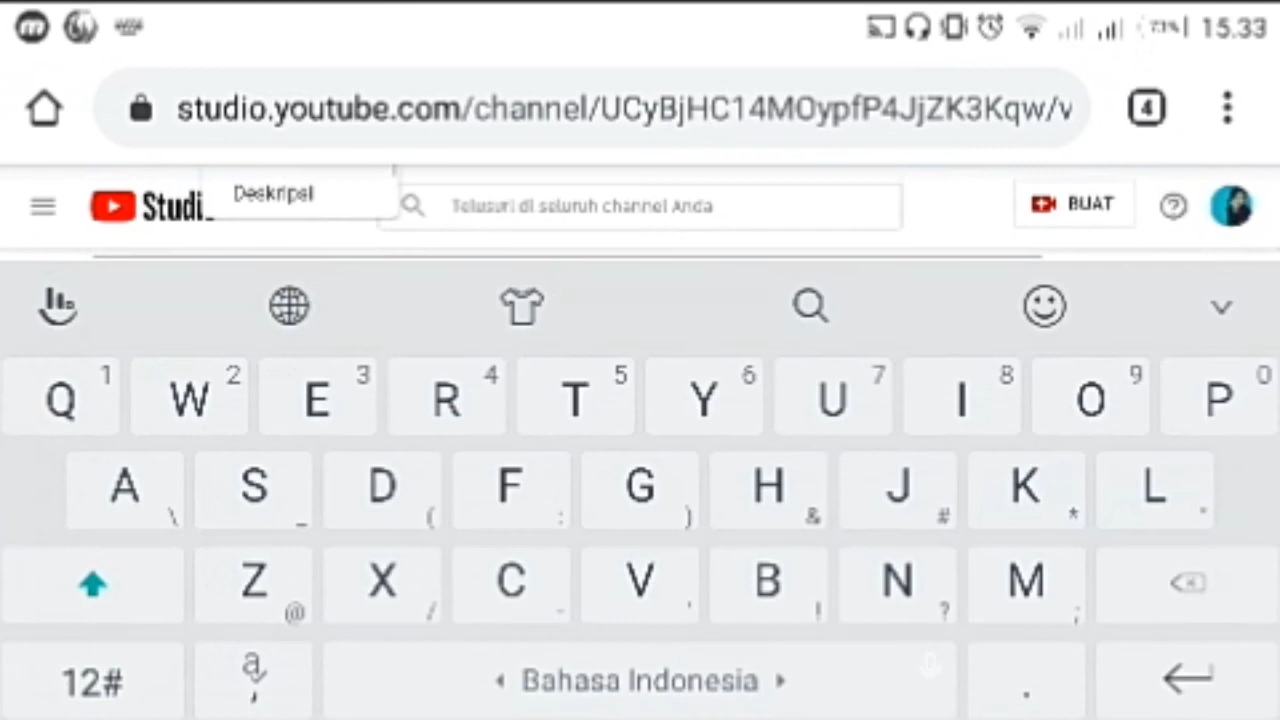 15.33
studio.youtube.com/channel/UCyBjHC14MOypfP4JjZK3Kqw/v
4
Studi
Deskripsi
Telusuri di seluruh channel Anda
BUAT
Q 1 W 2 E 3 R 4 T 5 Y 6 U 7 I 8 O 9 P 0
A \ S _ D ( F : G ) H & J # K * L
Z @ X / C - V ' B ! N ? M ;
12# a , Bahasa Indonesia .